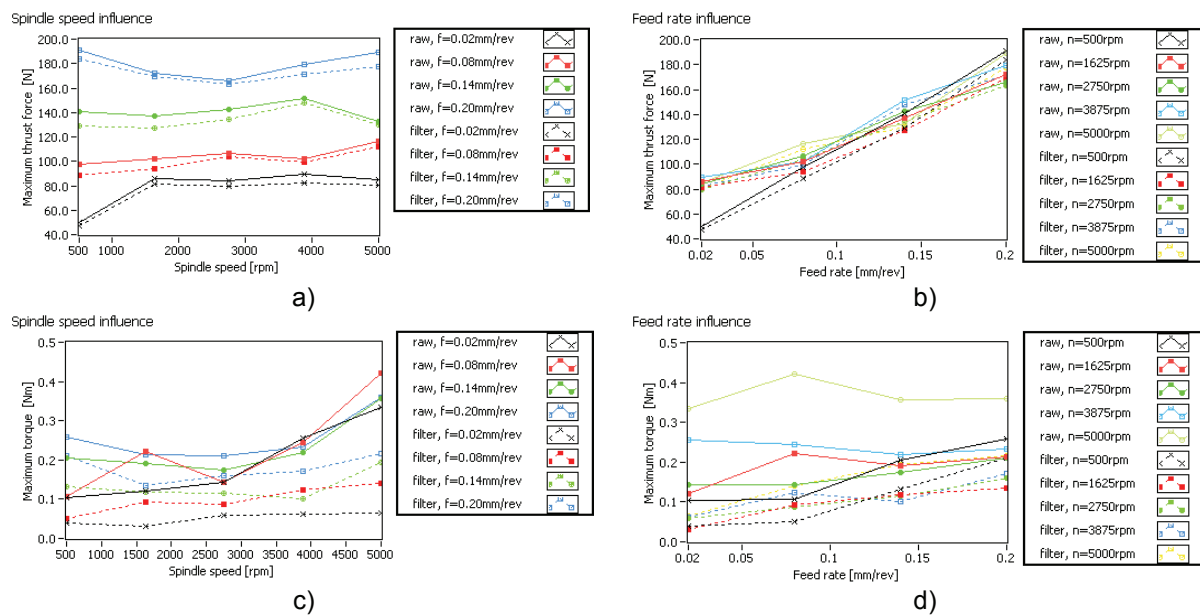 Spindle speed influence
Maximum thrust force [N]
200.0
180.0
160.0
140.0
120.0
100.0
80.0
60.0
40.0
500 1000 2000 3000 4000 5000
Spindle speed [rpm]
raw, f=0.02mm/rev
raw, f=0.08mm/rev
raw, f=0.14mm/rev
raw, f=0.20mm/rev
filter, f=0.02mm/rev
filter, f=0.08mm/rev
filter, f=0.14mm/rev
filter, f=0.20mm/rev
a)
Feed rate influence
Maximum thrust force [N]
200.0
180.0
160.0
140.0
120.0
100.0
80.0
60.0
40.0
0.02 0.05 0.1 0.15 0.2
Feed rate [mm/rev]
raw, n=500rpm
raw, n=1625rpm
raw, n=2750rpm
raw, n=3875rpm
raw, n=5000rpm
filter, n=500rpm
filter, n=1625rpm
filter, n=2750rpm
filter, n=3875rpm
filter, n=5000rpm
b)
Spindle speed influence
Maximum torque [Nm]
0.5
0.4
0.3
0.2
0.1
0.0
500 1000 1500 2000 2500 3000 3500 4000 4500 5000
Spindle speed [rpm]
raw, f=0.02mm/rev
raw, f=0.08mm/rev
raw, f=0.14mm/rev
raw, f=0.20mm/rev
filter, f=0.02mm/rev
filter, f=0.08mm/rev
filter, f=0.14mm/rev
filter, f=0.20mm/rev
c)
Feed rate influence
Maximum torque [Nm]
0.5
0.4
0.3
0.2
0.1
0.0
0.02 0.05 0.1 0.15 0.2
Feed rate [mm/rev]
raw, n=500rpm
raw, n=1625rpm
raw, n=2750rpm
raw, n=3875rpm
raw, n=5000rpm
filter, n=500rpm
filter, n=1625rpm
filter, n=2750rpm
filter, n=3875rpm
filter, n=5000rpm
d)